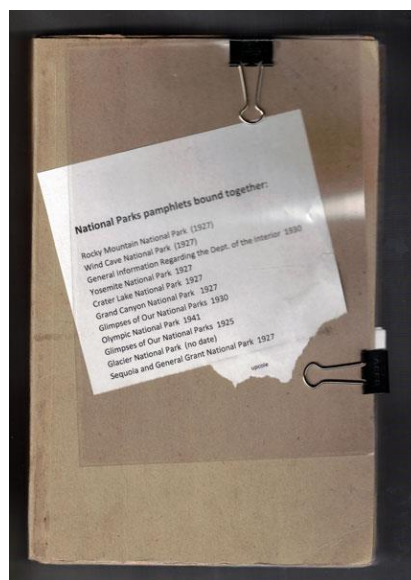 National Parks pamphlets bound together:
Rocky Mountain National Park (1927)
Wind Cave National Park (1927)
General Information Regarding the Dept. of the Interior 1930
Yosemite National Park 1927
Crater Lake National Park 1927
Grand Canyon National Park 1927
Glimpses of Our National Parks 1930
Olympic National Park 1941
Glimpses of Our National Parks 1925
Glacier National Park (no date)
Sequoia and General Grant National Park 1927